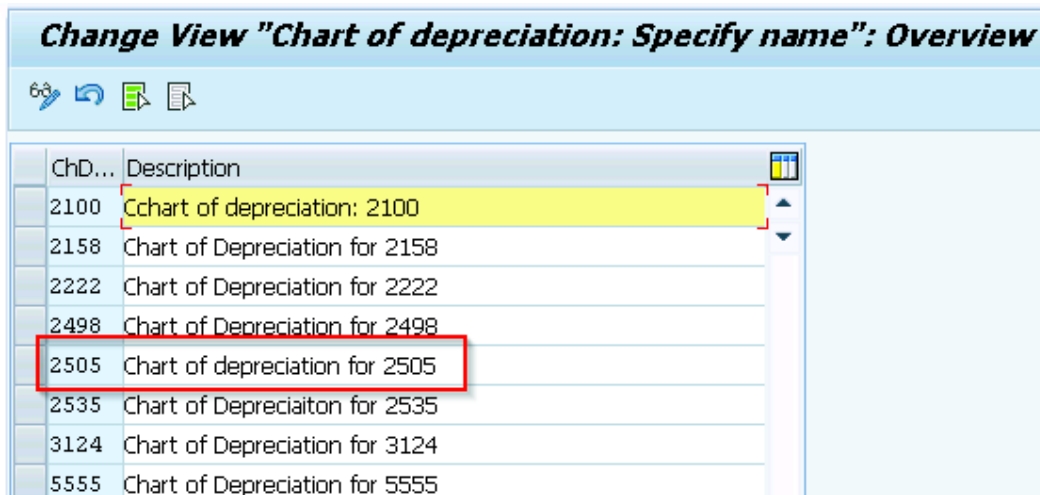 Change View "Chart of depreciation: Specify name": Overview
ChD... Description
2100 Cchart of depreciation: 2100
2158 Chart of Depreciation for 2158
2222 Chart of Depreciation for 2222
2498 Chart of Depreciation for 2498
2505 Chart of depreciation for 2505
2535 Chart of Depreciaiton for 2535
3124 Chart of Depreciation for 3124
5555 Chart of Depreciation for 5555